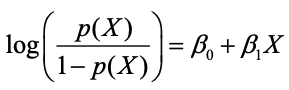 log(p(X)/(1−p(X))) = β₀ + β₁X